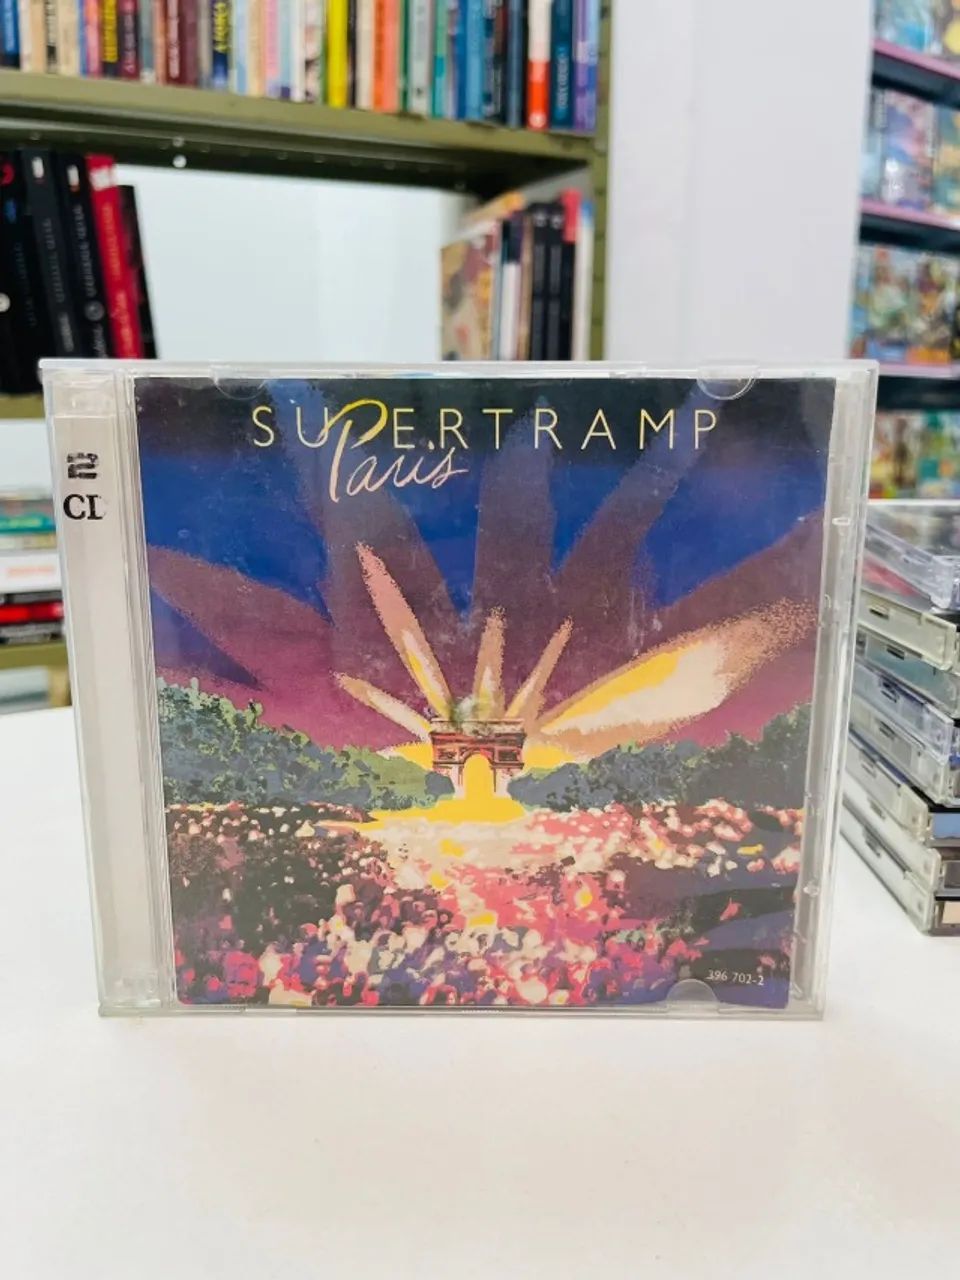 SUPERTRAMP
Paris
2
CD
396 702-2